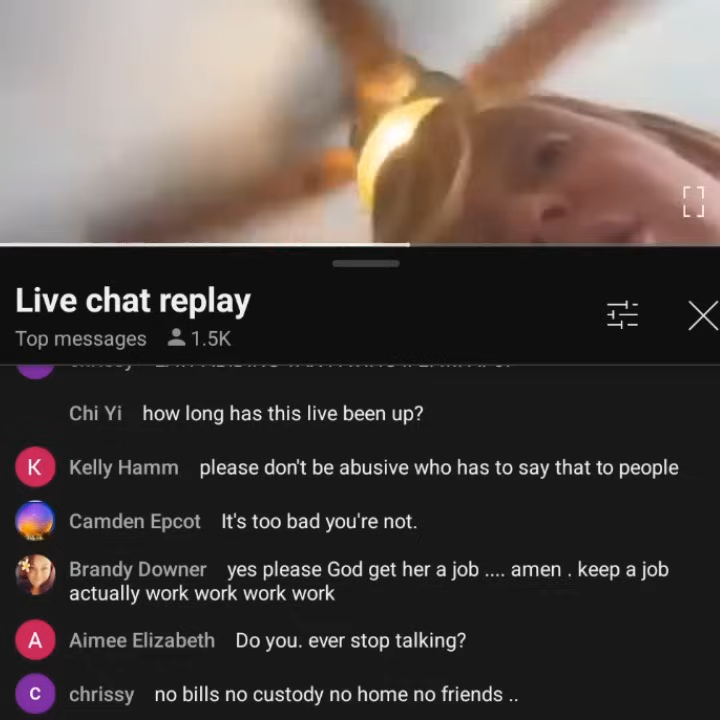 Live chat replay
Top messages 1.5K
Chi Yi how long has this live been up?
K Kelly Hamm please don't be abusive who has to say that to people
Camden Epcot It's too bad you're not.
Brandy Downer yes please God get her a job .... amen . keep a job
actually work work work work
A Aimee Elizabeth Do you. ever stop talking?
C chrissy no bills no custody no home no friends ..